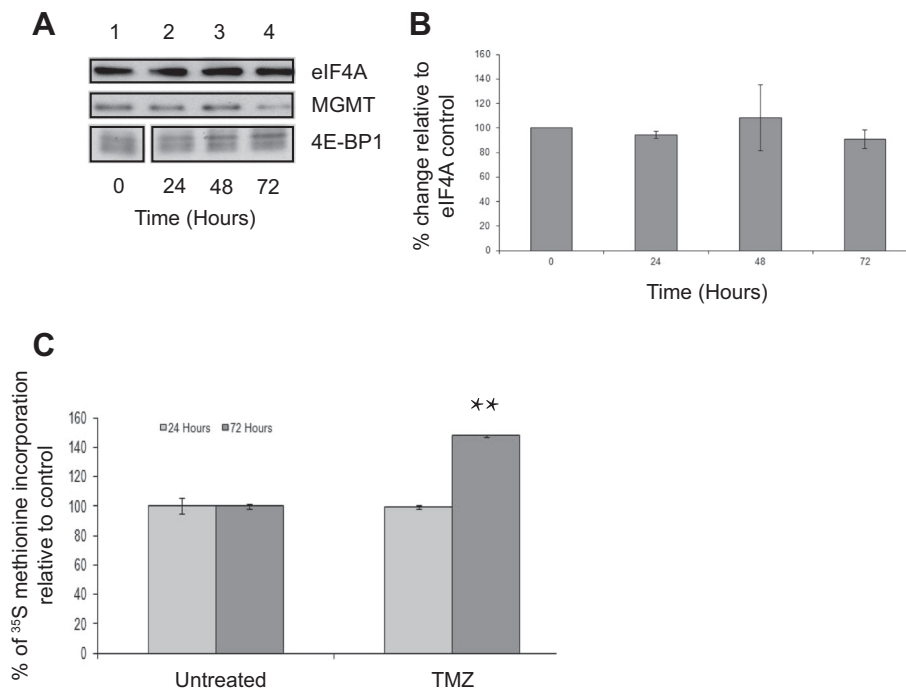 A
1 2 3 4
eIF4A
MGMT
4E-BP1
0 24 48 72
Time (Hours)
B
% change relative to
eIF4A control
160
140
120
100
80
60
40
20
0
0 24 48 72
Time (Hours)
C
% of ³⁵S methionine incorporation
relative to control
160
140
120
100
80
60
40
20
0
24 Hours 72 Hours
**
Untreated TMZ